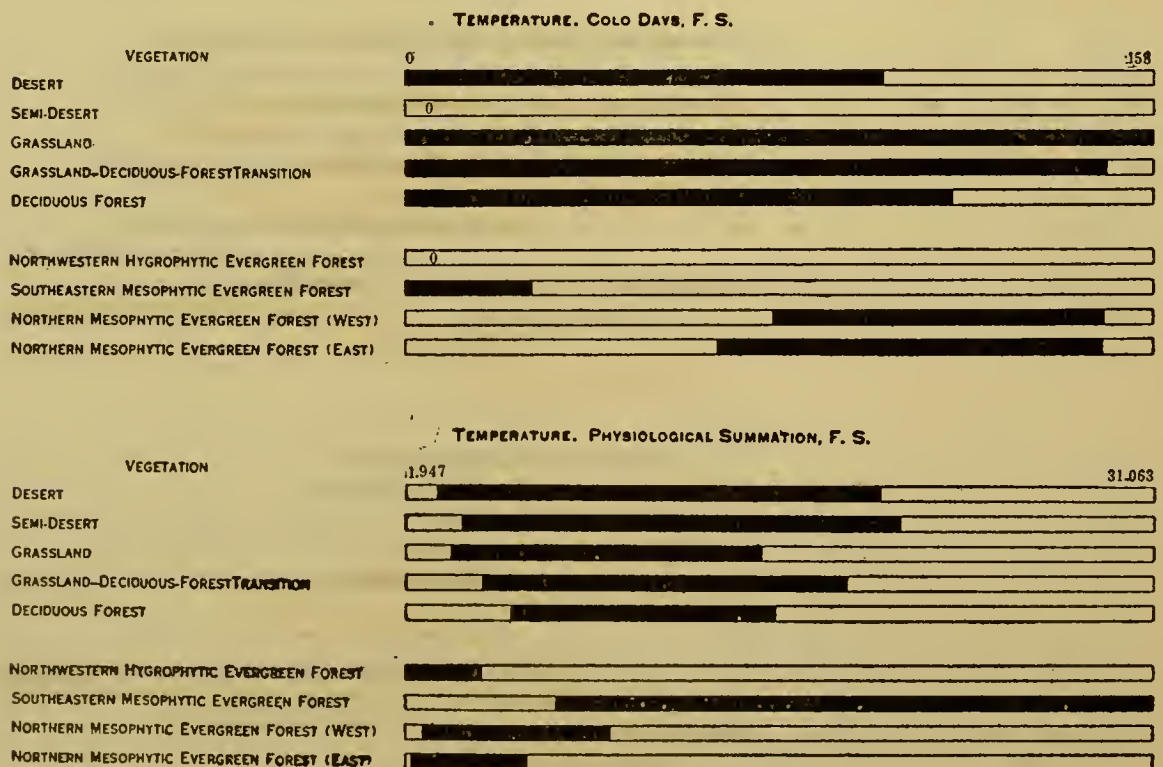 TEMPERATURE. COLD DAYS, F. S.
VEGETATION
0 158
DESERT
SEMI-DESERT 0
GRASSLAND
GRASSLAND-DECIDUOUS-FOREST TRANSITION
DECIDUOUS FOREST
NORTHWESTERN HYGROPHYTIC EVERGREEN FOREST 0
SOUTHEASTERN MESOPHYTIC EVERGREEN FOREST
NORTHERN MESOPHYTIC EVERGREEN FOREST (WEST)
NORTHERN MESOPHYTIC EVERGREEN FOREST (EAST)
TEMPERATURE. PHYSIOLOGICAL SUMMATION, F. S.
VEGETATION
1.947 31.063
DESERT
SEMI-DESERT
GRASSLAND
GRASSLAND-DECIDUOUS-FOREST TRANSITION
DECIDUOUS FOREST
NORTHWESTERN HYGROPHYTIC EVERGREEN FOREST
SOUTHEASTERN MESOPHYTIC EVERGREEN FOREST
NORTHERN MESOPHYTIC EVERGREEN FOREST (WEST)
NORTHERN MESOPHYTIC EVERGREEN FOREST (EAST)